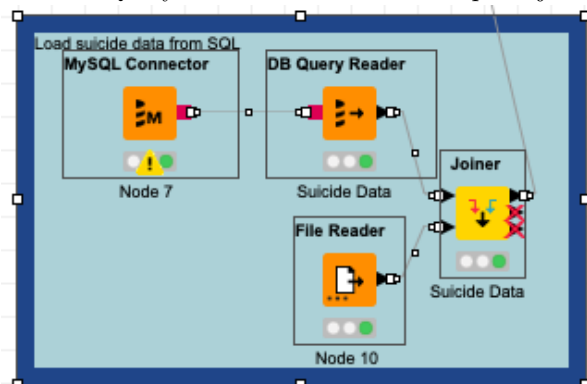 Load suicide data from SQL
MySQL Connector
DB Query Reader
M
Node 7
Suicide Data
Joiner
File Reader
Suicide Data
Node 10